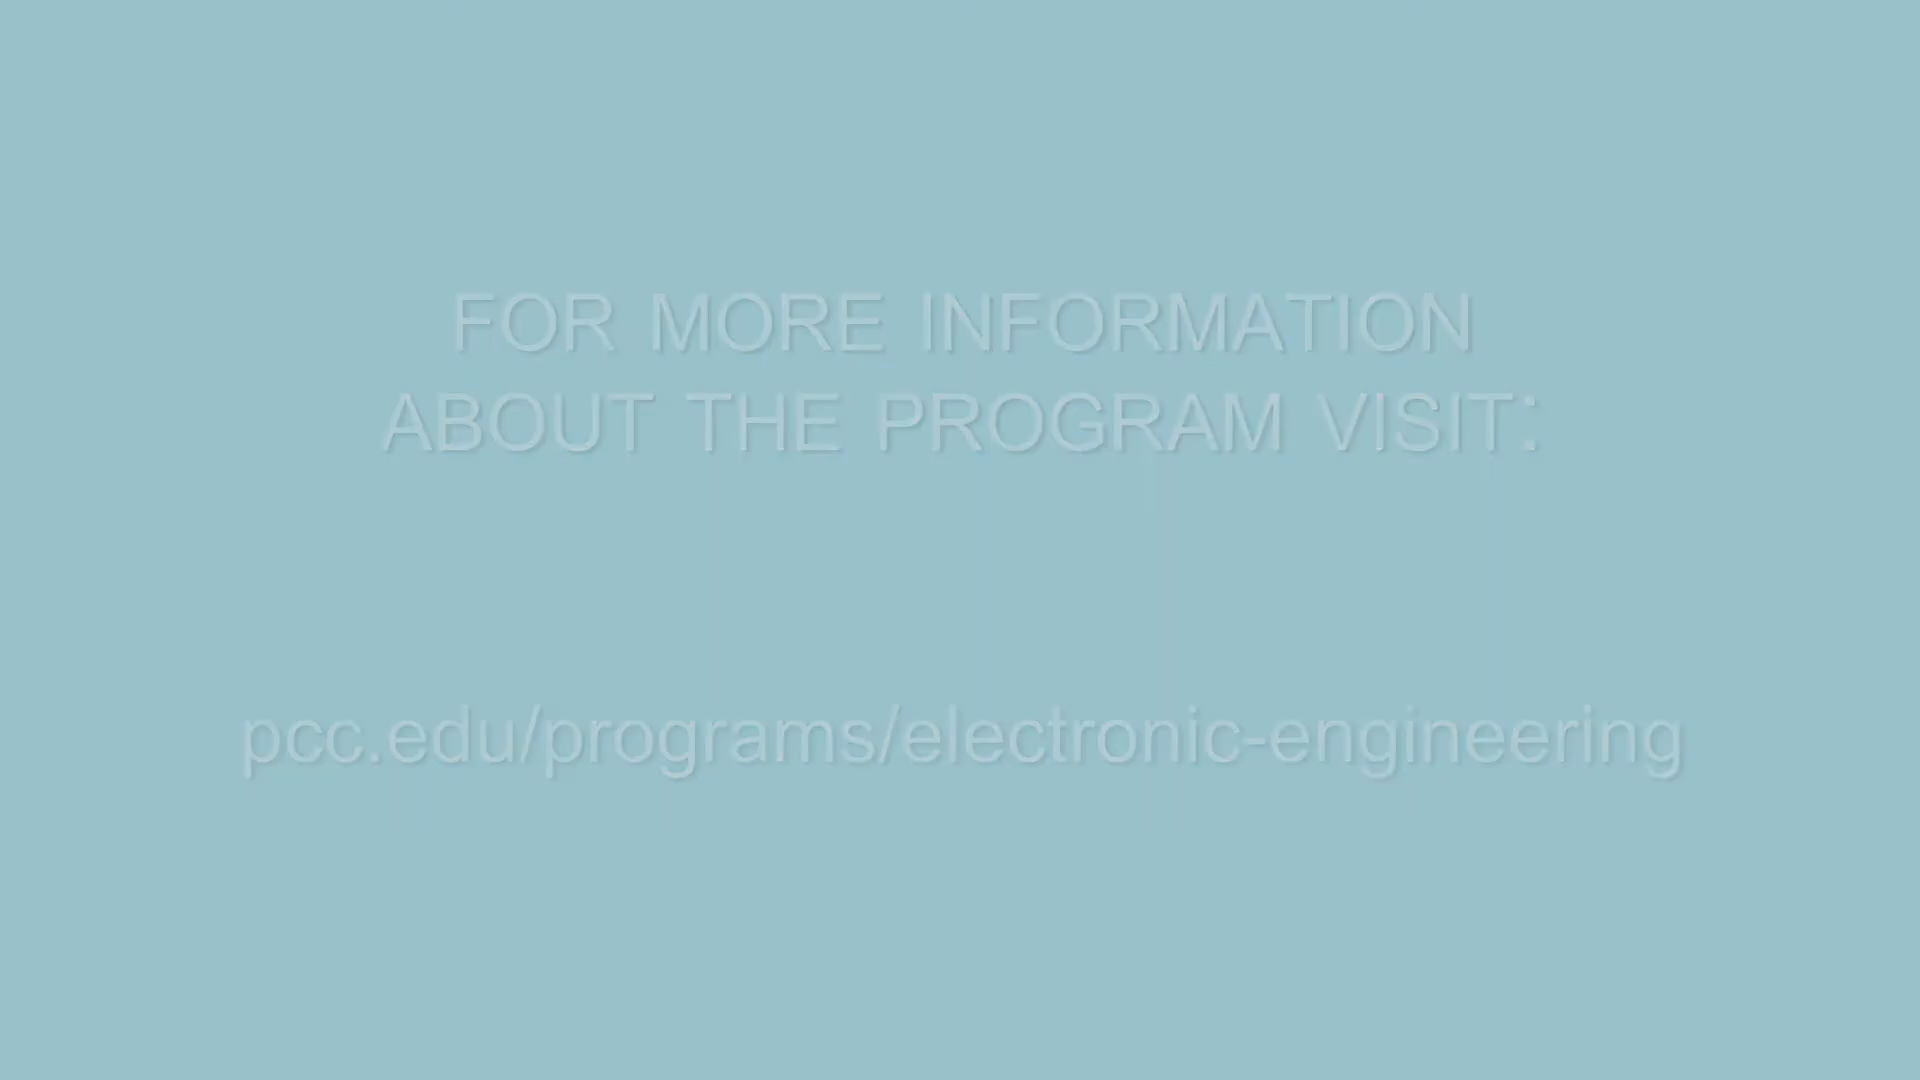 FOR MORE INFORMATION
ABOUT THE PROGRAM VISIT:
pcc.edu/programs/electronic-engineering